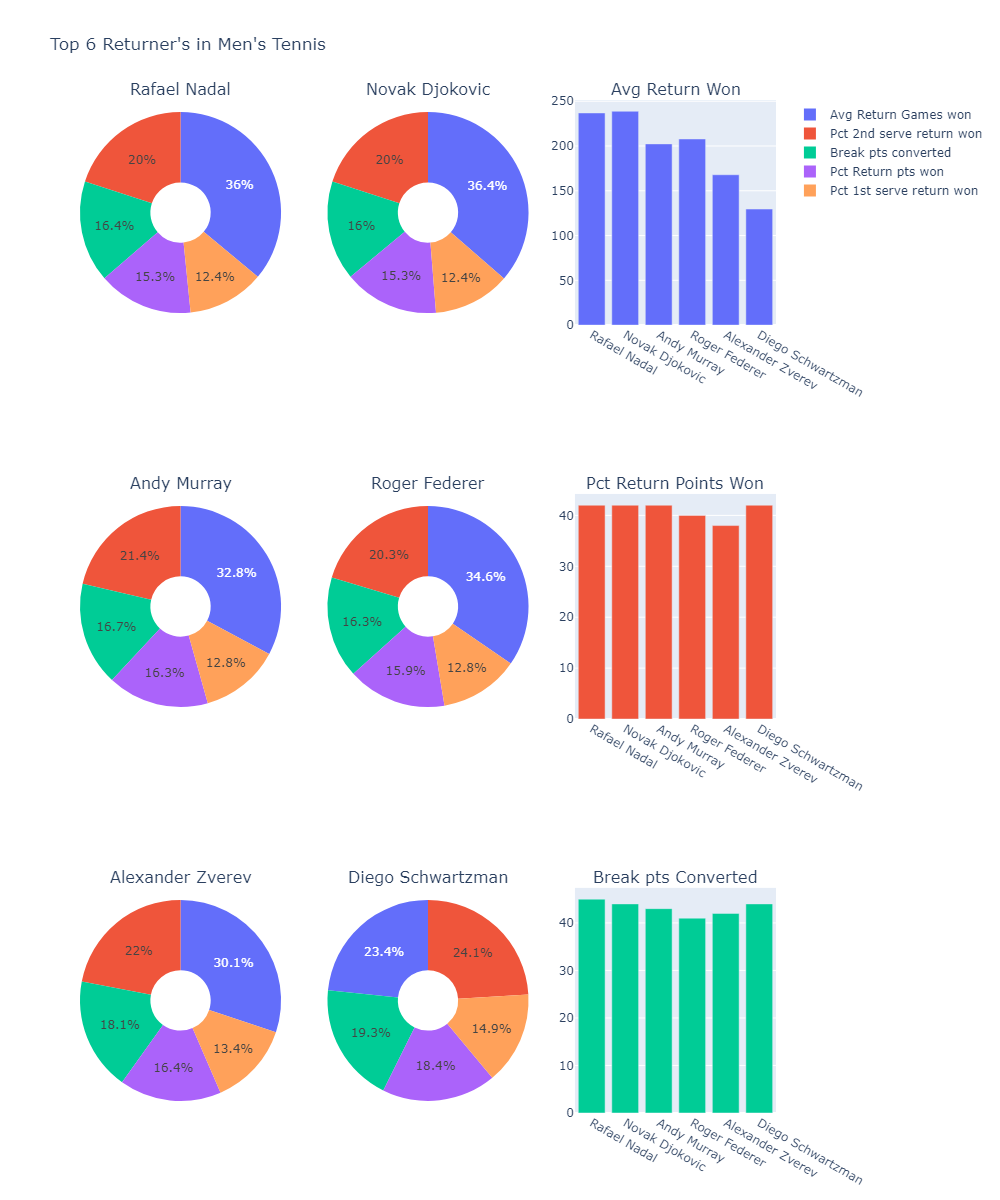 Top 6 Returner's in Men's Tennis
Rafael Nadal
Novak Djokovic
Avg Return Won
36%
20%
16.4%
15.3%
12.4%
36.4%
20%
16%
15.3%
12.4%
250
200
150
100
50
0
Rafael Nadal
Novak Djokovic
Andy Murray
Roger Federer
Alexander Zverev
Diego Schwartzman
Avg Return Games won
Pct 2nd serve return won
Break pts converted
Pct Return pts won
Pct 1st serve return won
Andy Murray
Roger Federer
Pct Return Points Won
32.8%
21.4%
16.7%
16.3%
12.8%
34.6%
20.3%
16.3%
15.9%
12.8%
40
30
20
10
0
Rafael Nadal
Novak Djokovic
Andy Murray
Roger Federer
Alexander Zverev
Diego Schwartzman
Alexander Zverev
Diego Schwartzman
Break pts Converted
30.1%
22%
18.1%
16.4%
13.4%
23.4%
24.1%
19.3%
18.4%
14.9%
40
30
20
10
0
Rafael Nadal
Novak Djokovic
Andy Murray
Roger Federer
Alexander Zverev
Diego Schwartzman